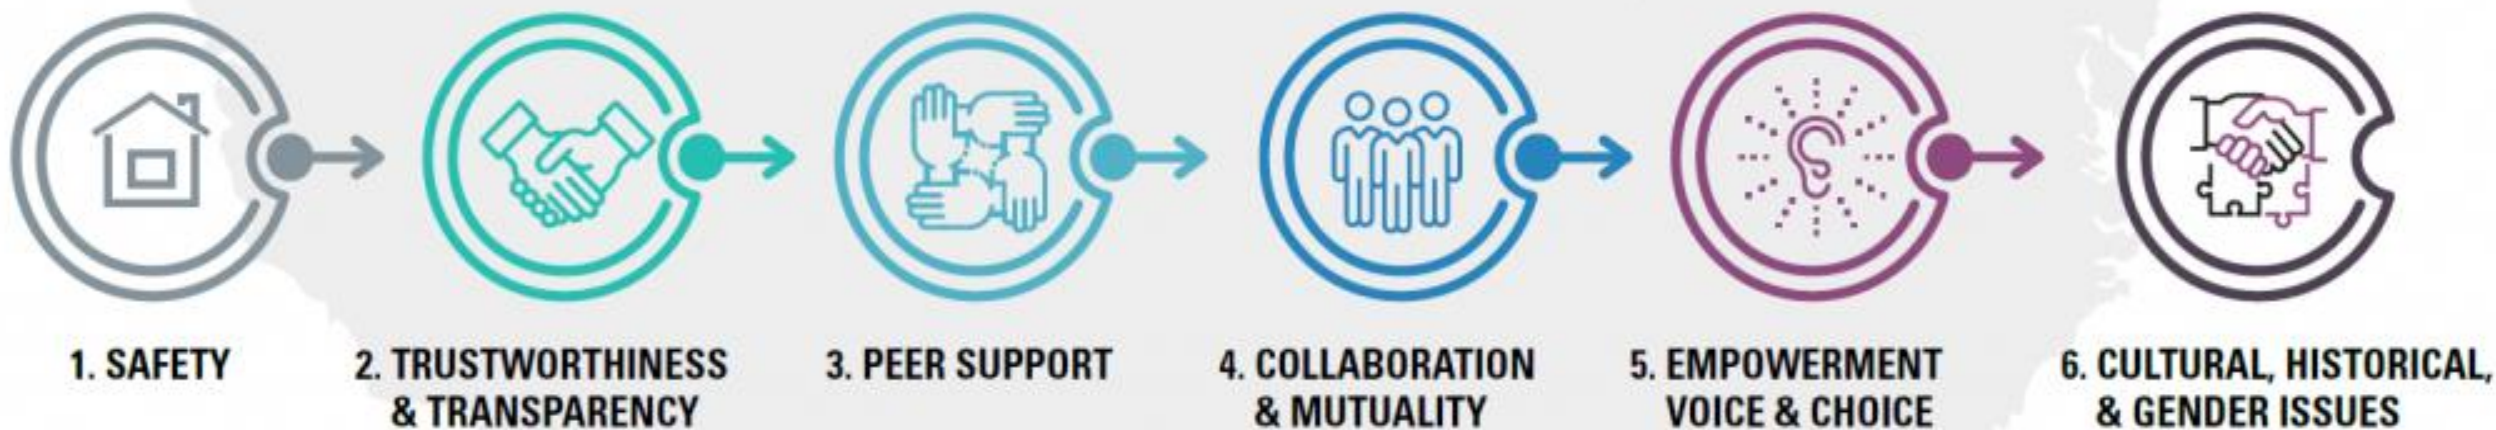 1. SAFETY
2. TRUSTWORTHINESS
& TRANSPARENCY
3. PEER SUPPORT
4. COLLABORATION
& MUTUALITY
5. EMPOWERMENT
VOICE & CHOICE
6. CULTURAL, HISTORICAL,
& GENDER ISSUES